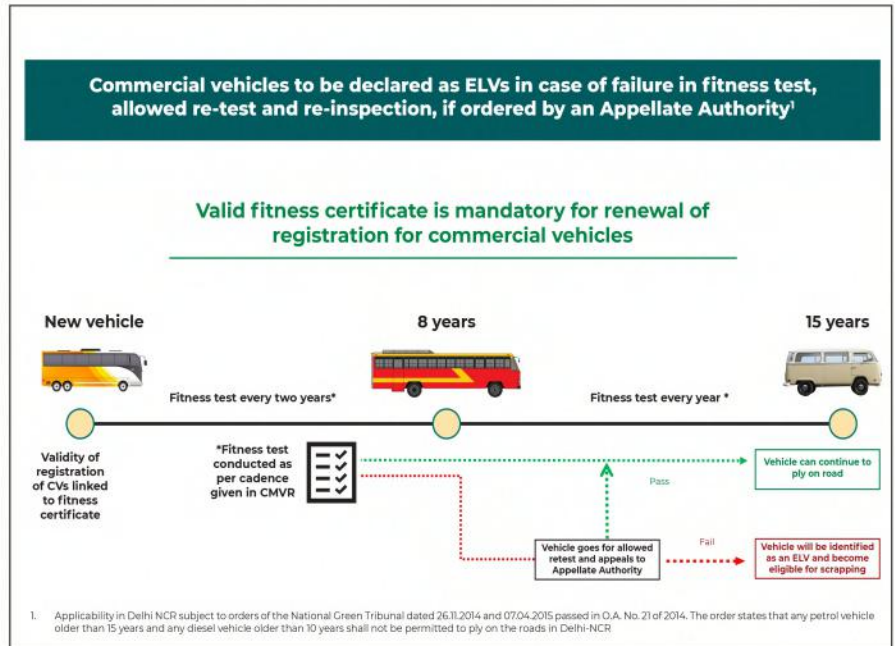 Commercial vehicles to be declared as ELVs in case of failure in fitness test,
allowed re-test and re-inspection, if ordered by an Appellate Authority¹
Valid fitness certificate is mandatory for renewal of
registration for commercial vehicles
New vehicle
8 years
15 years
Fitness test every two years*
Fitness test every year *
Validity of
registration
of CVs linked
to fitness
certificate
*Fitness test
conducted as
per cadence
given in CMVR
Pass
Vehicle can continue to
ply on road
Vehicle goes for allowed
retest and appeals to
Appellate Authority
Fail
Vehicle will be identified
as an ELV and become
eligible for scrapping
1. Applicability in Delhi NCR subject to orders of the National Green Tribunal dated 26.11.2014 and 07.04.2015 passed in O.A. No. 21 of 2014. The order states that any petrol vehicle
older than 15 years and any diesel vehicle older than 10 years shall not be permitted to ply on the roads in Delhi-NCR